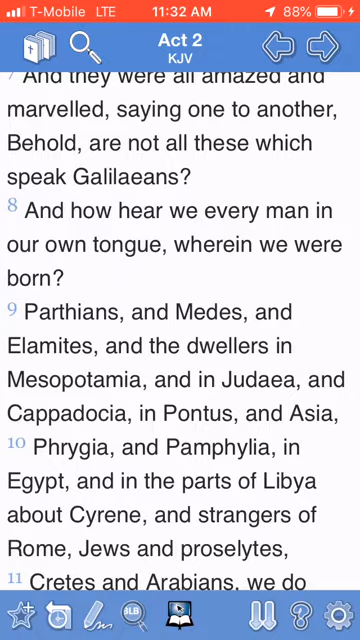 T-Mobile LTE 11:32 AM 88%
Act 2
KJV
7 And they were all amazed and
marvelled, saying one to another,
Behold, are not all these which
speak Galilaeans?
8 And how hear we every man in
our own tongue, wherein we were
born?
9 Parthians, and Medes, and
Elamites, and the dwellers in
Mesopotamia, and in Judaea, and
Cappadocia, in Pontus, and Asia,
10 Phrygia, and Pamphylia, in
Egypt, and in the parts of Libya
about Cyrene, and strangers of
Rome, Jews and proselytes,
11 Cretes and Arabians, we do
BLB